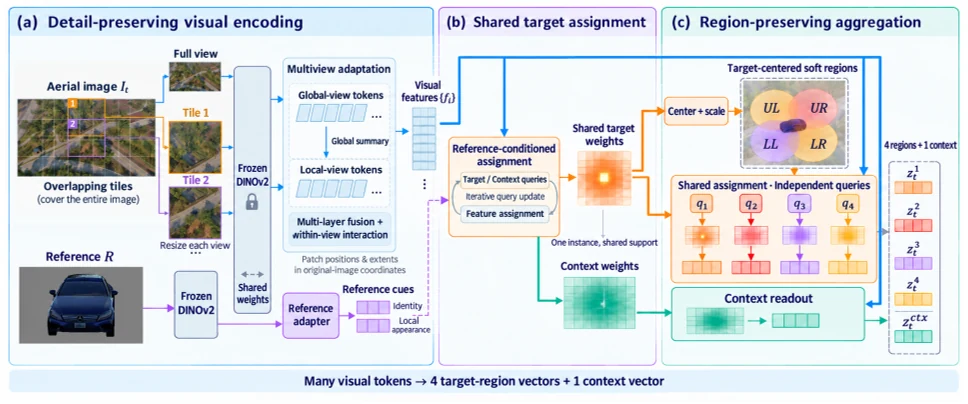 (a) Detail-preserving visual encoding
Full view
Aerial image I_t
1
2
Overlapping tiles
(cover the entire image)
Tile 1
Tile 2
Resize each view
...
Frozen
DINOv2
Shared
weights
Multiview adaptation
Global-view tokens
...
Global summary
Local-view tokens
...
Multi-layer fusion +
within-view interaction
Patch positions & extents
in original-image coordinates
Visual
features {f_i}
Reference R
Frozen
DINOv2
Reference
adapter
Reference cues
Identity
Local
appearance
(b) Shared target assignment
Reference-conditioned
assignment
Target / Context queries
Iterative query update
Feature assignment
Shared target
weights
One instance, shared support
Context weights
(c) Region-preserving aggregation
Target-centered soft regions
Center + scale
UL
UR
LL
LR
4 regions + 1 context
Shared assignment · Independent queries
q_1
q_2
q_3
q_4
Context readout
z_t^1
z_t^2
z_t^3
z_t^4
z_t^ctx
Many visual tokens → 4 target-region vectors + 1 context vector